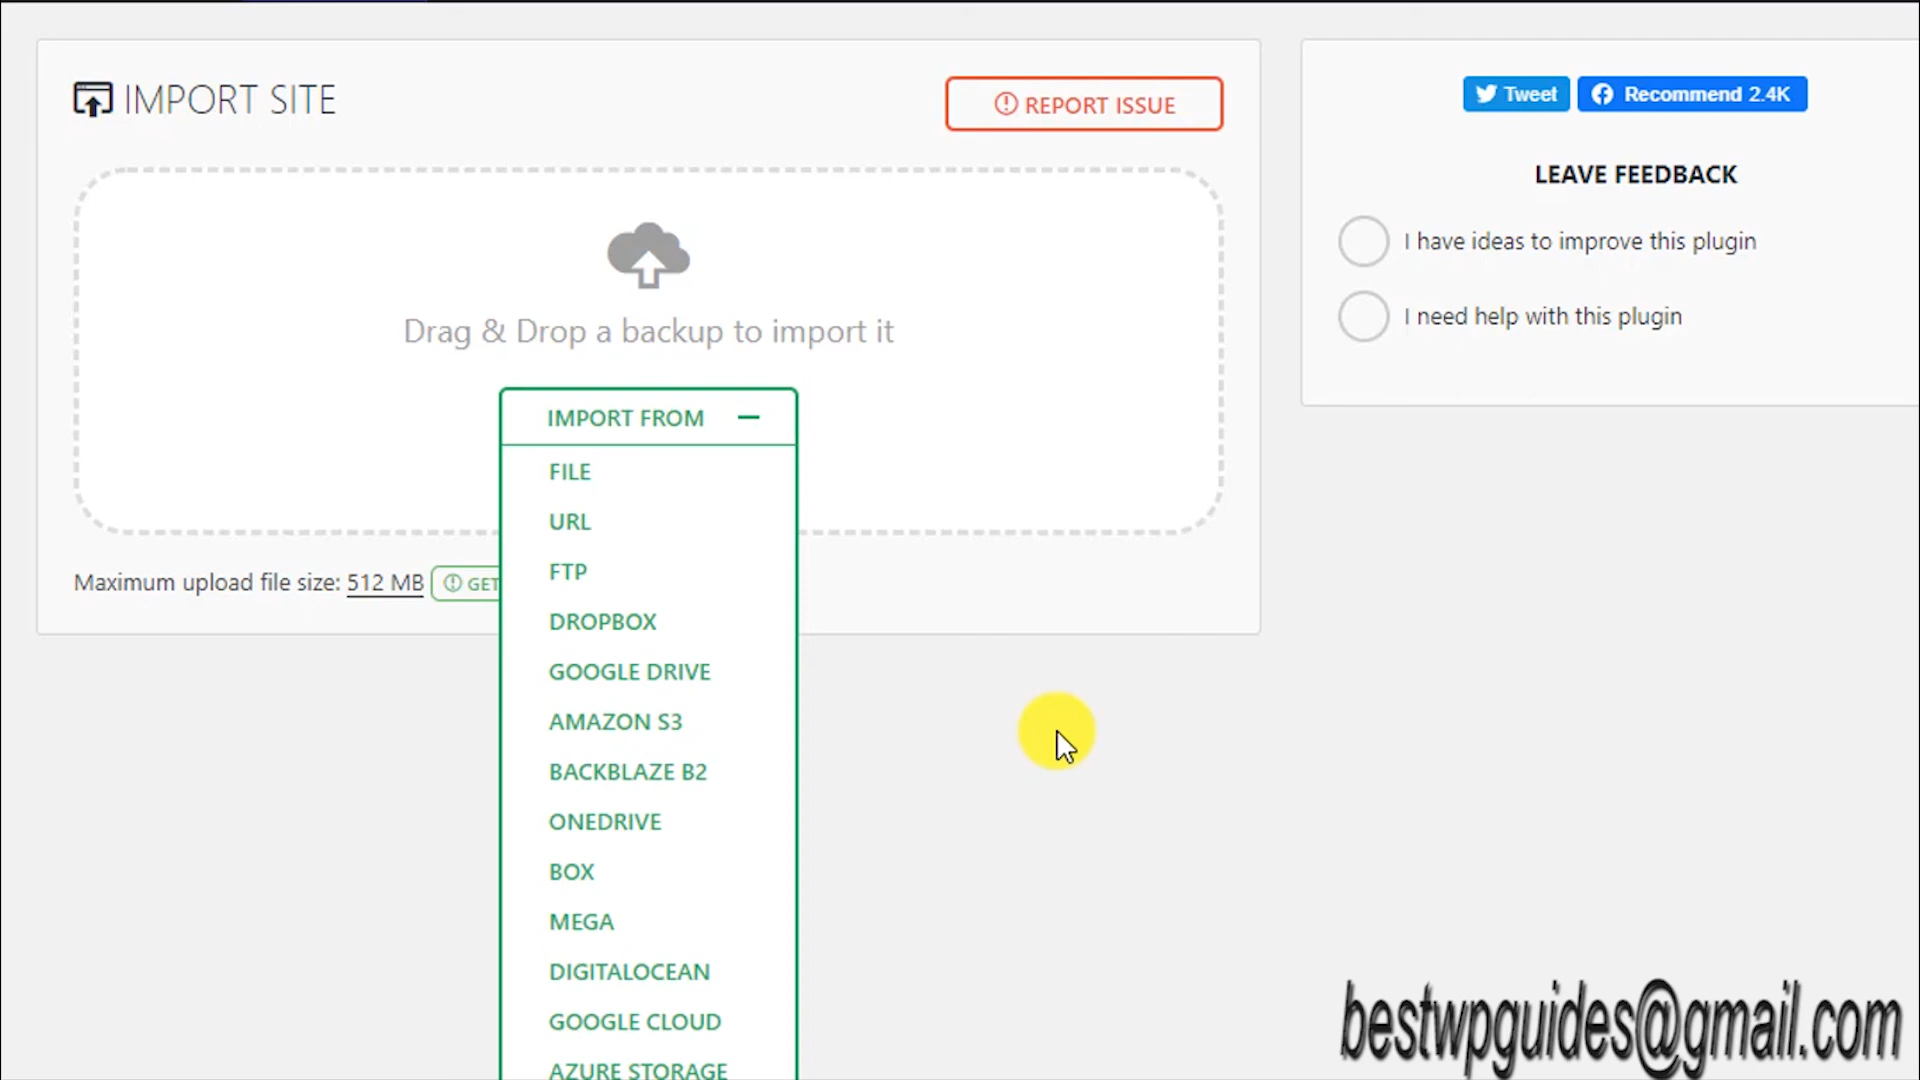 IMPORT SITE
REPORT ISSUE
Drag & Drop a backup to import it
IMPORT FROM
FILE
URL
FTP
DROPBOX
GOOGLE DRIVE
AMAZON S3
BACKBLAZE B2
ONEDRIVE
BOX
MEGA
DIGITALOCEAN
GOOGLE CLOUD
AZURE STORAGE
Maximum upload file size: 512 MB GET
Tweet Recommend 2.4K
LEAVE FEEDBACK
I have ideas to improve this plugin
I need help with this plugin
bestwpguides@gmail.com